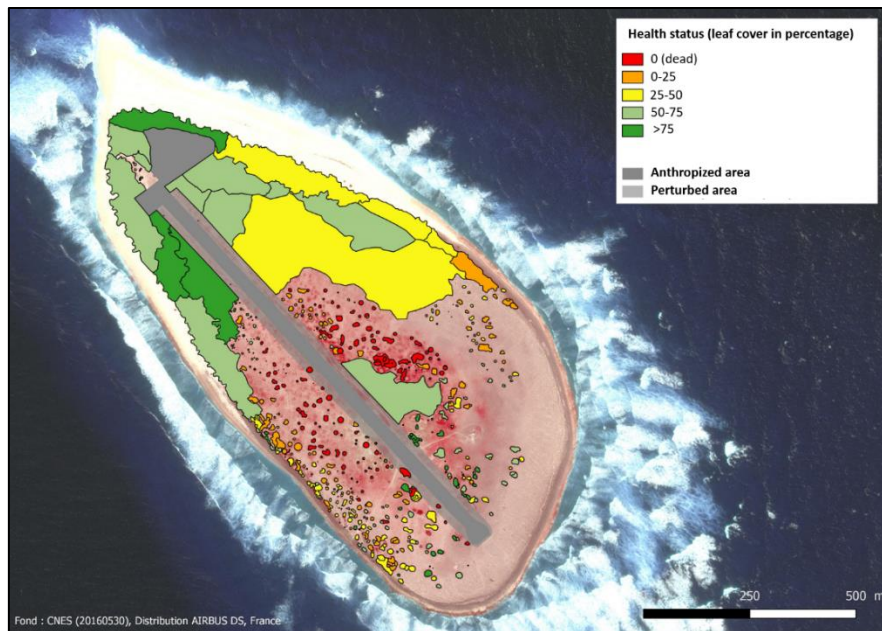 Health status (leaf cover in percentage)
0 (dead)
0-25
25-50
50-75
>75
Anthropized area
Perturbed area
250
500 m
Fond : CNES (20160530), Distribution AIRBUS DS, France